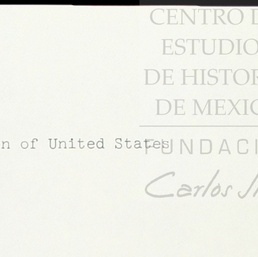 CENTRO D
ESTUDIO
DE HISTOR
DE MEXIC
n of United States
FUNDACI
Carlos